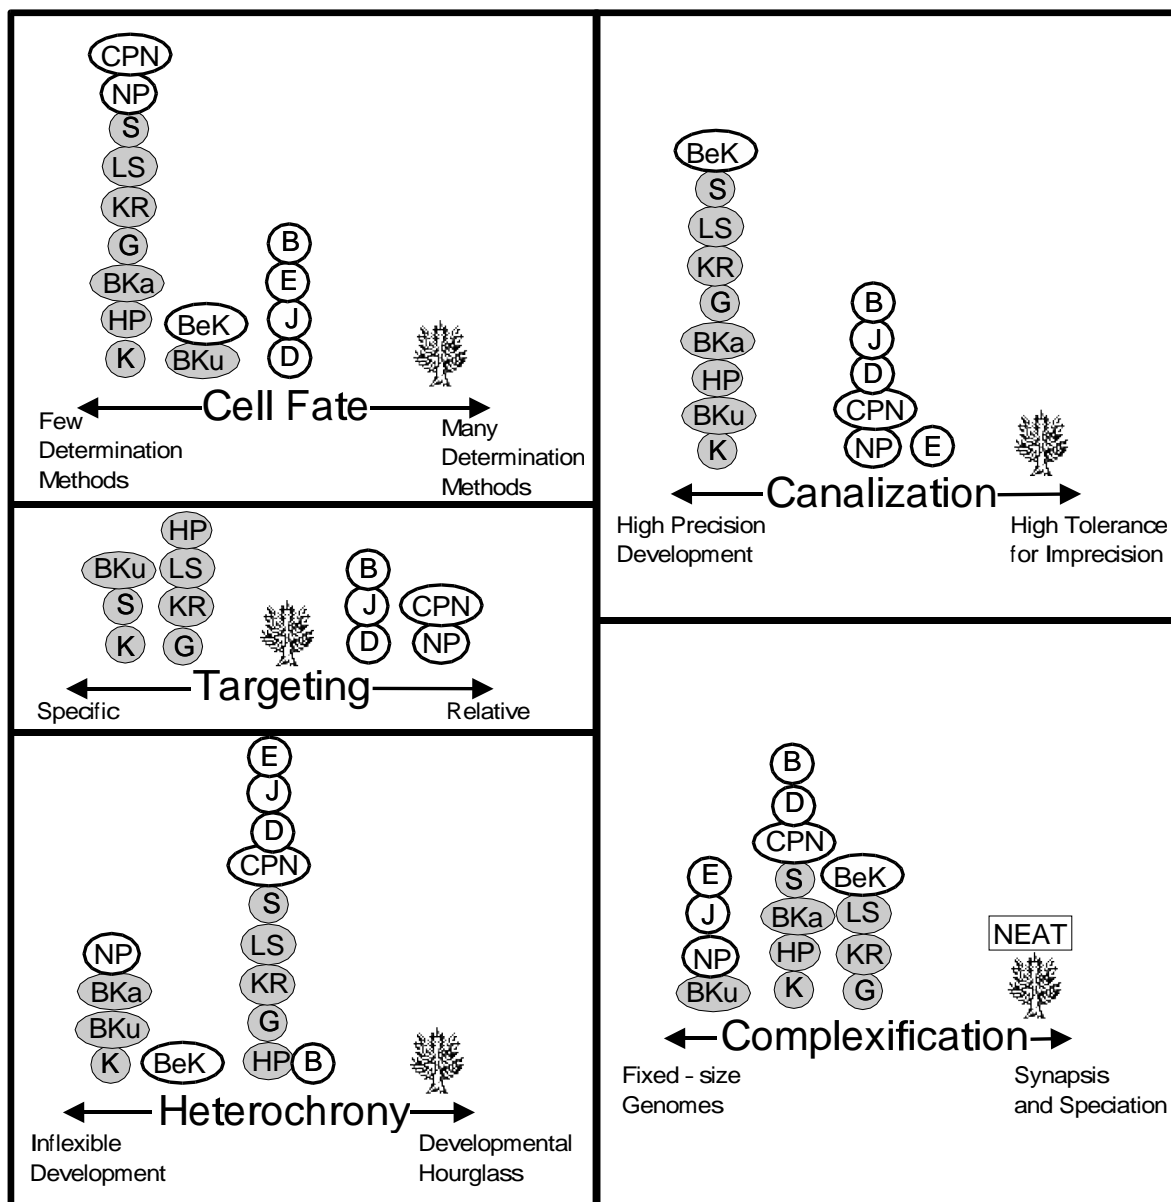 CPN
NP
S
LS
KR
G
BKa
HP
K
BeK
BKu
B
E
J
D
Cell Fate
Few
Determination
Methods
Many
Determination
Methods
HP
BKu
LS
S
KR
K
G
B
J
D
CPN
NP
Targeting
Specific
Relative
E
J
D
CPN
S
LS
KR
G
HP
B
NP
BKa
BKu
K
BeK
Heterochrony
Inflexible
Development
Developmental
Hourglass
BeK
S
LS
KR
G
BKa
HP
BKu
K
B
J
D
CPN
NP
E
Canalization
High Precision
Development
High Tolerance
for Imprecision
B
D
CPN
S
BKa
HP
K
E
J
NP
BKu
BeK
LS
KR
G
NEAT
Complexification
Fixed - size
Genomes
Synapsis
and Speciation